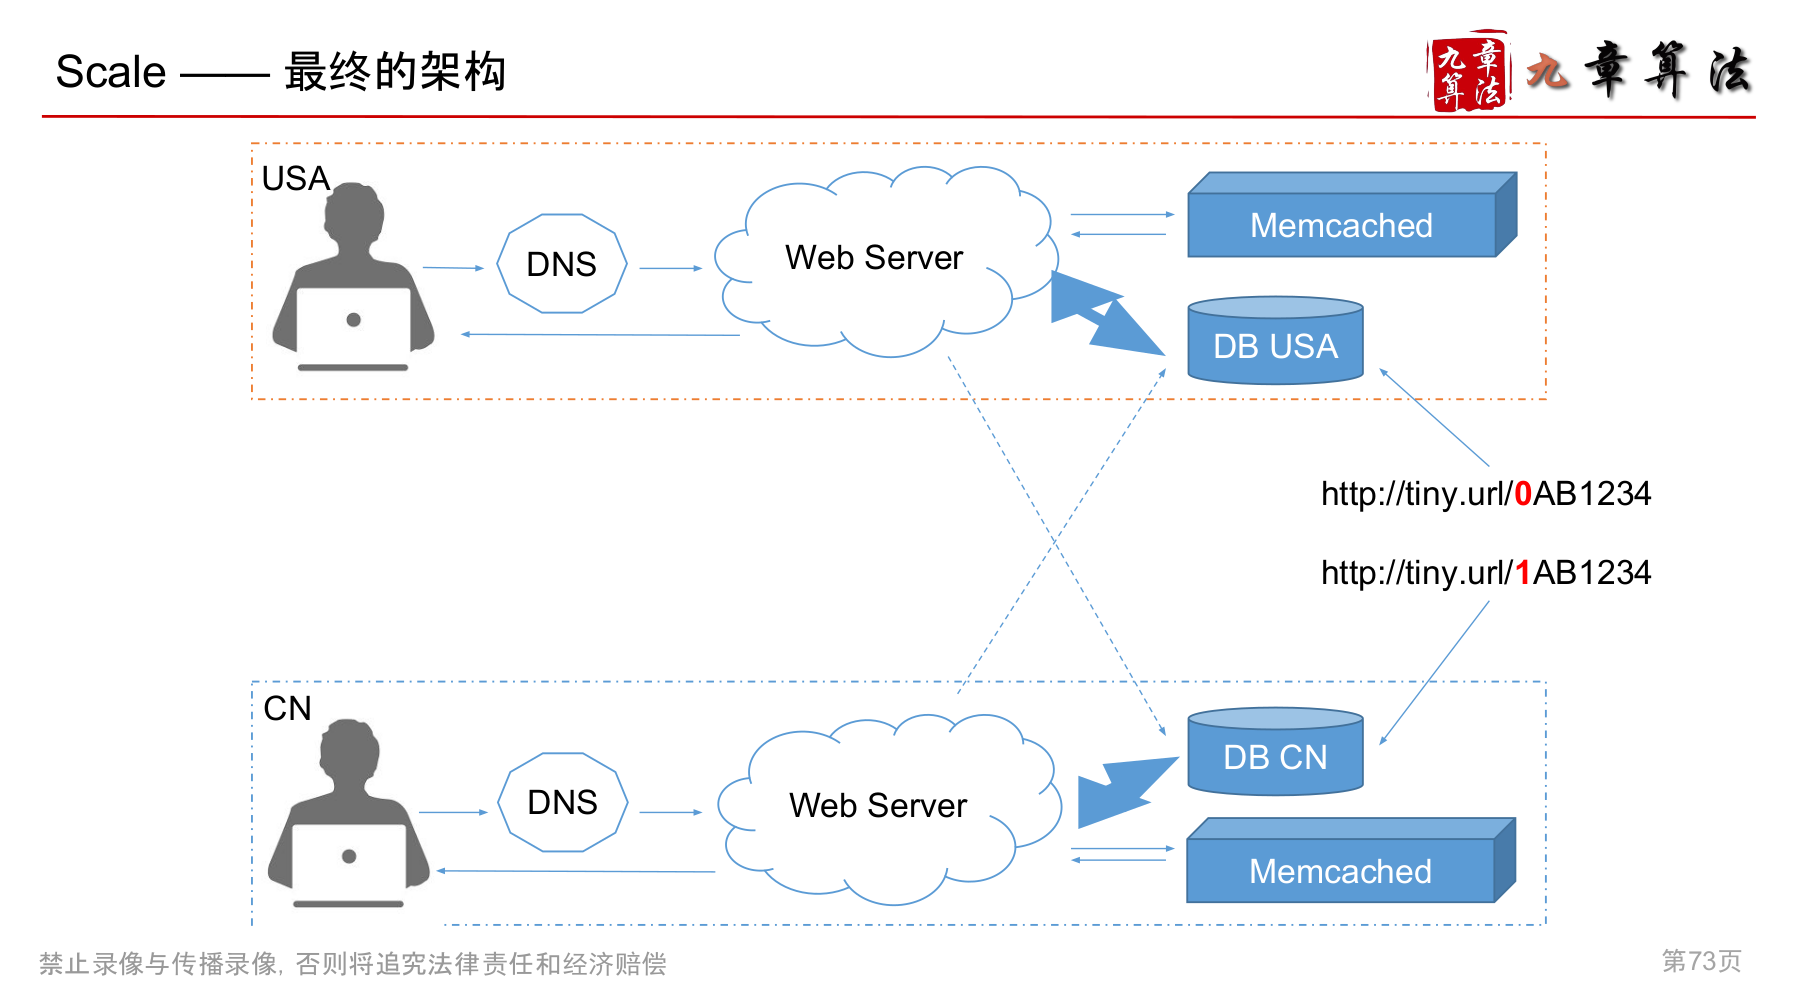 Scale —— 最终的架构
九章算法
九章算法
USA
DNS
Web Server
Memcached
DB USA
http://tiny.url/0AB1234
http://tiny.url/1AB1234
CN
DNS
Web Server
DB CN
Memcached
禁止录像与传播录像, 否则将追究法律责任和经济赔偿
第73页